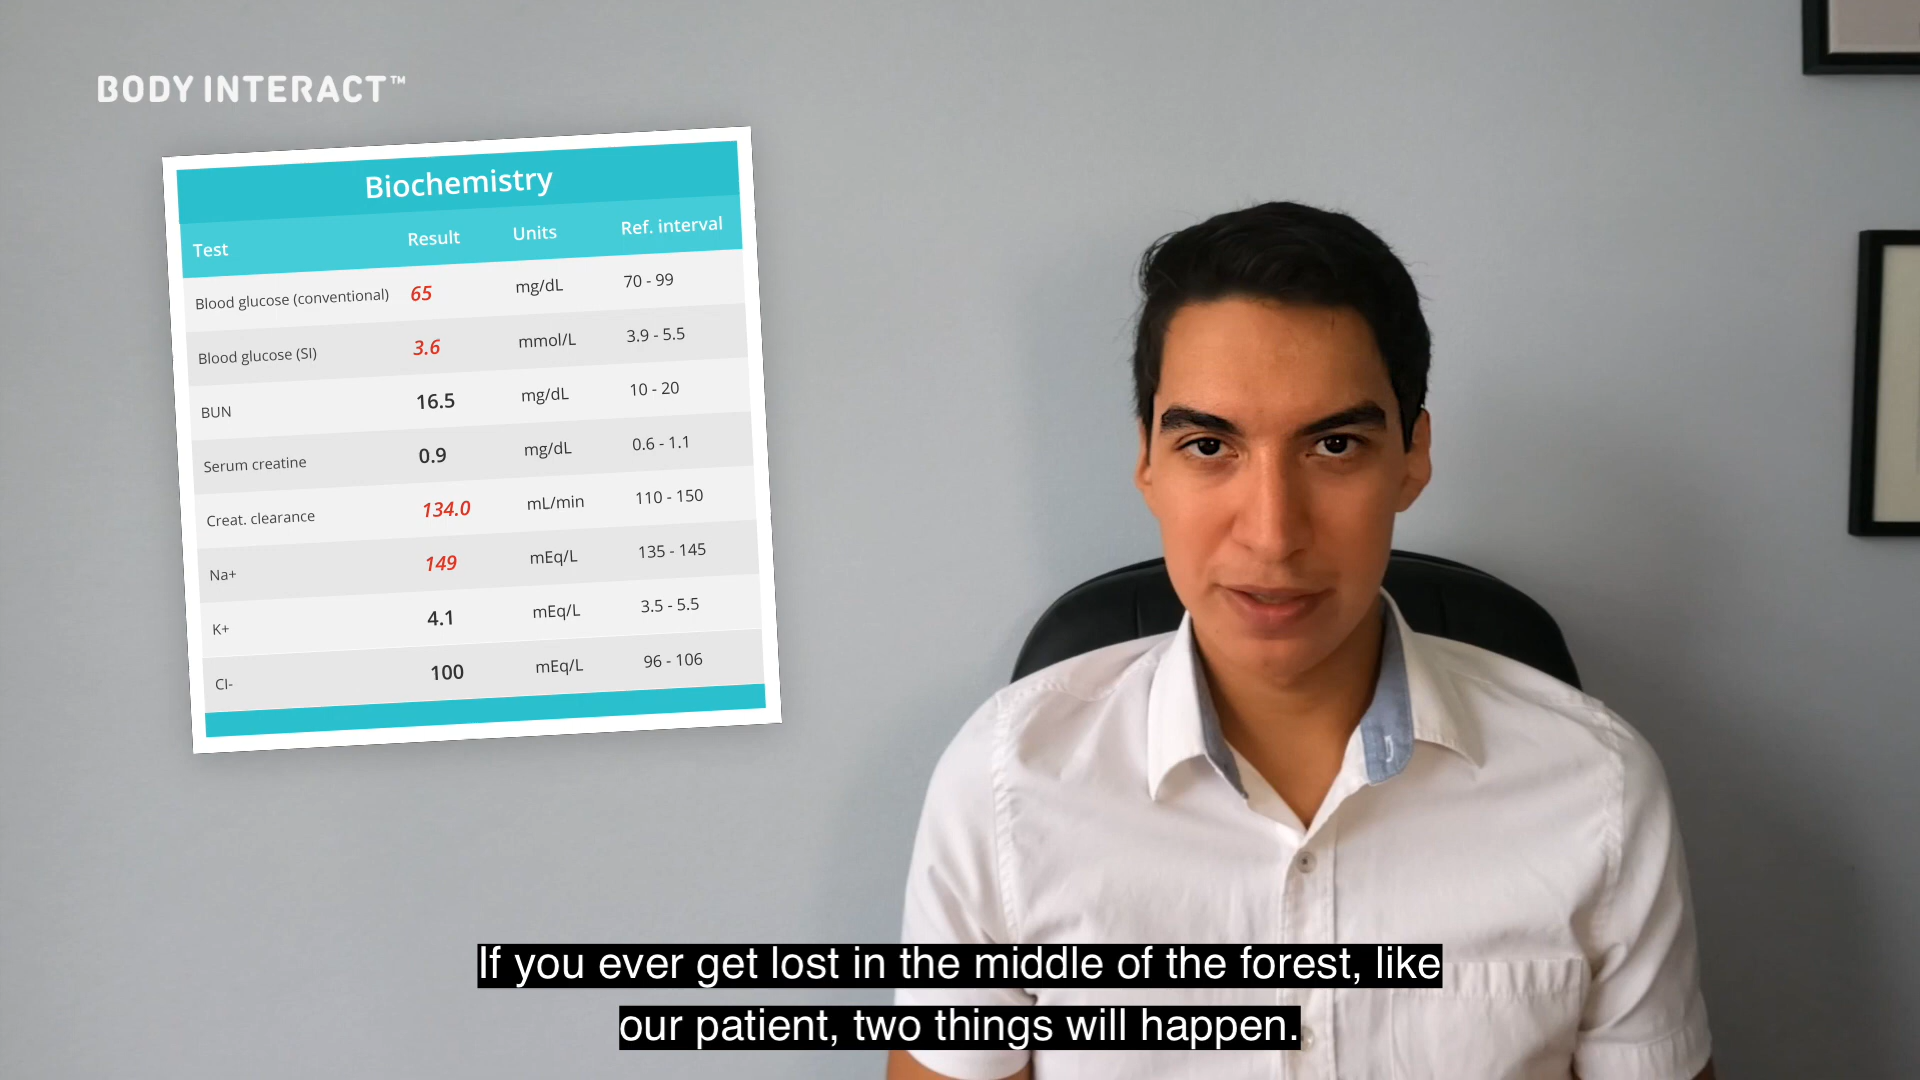 BODY INTERACT™
Biochemistry
Test Result Units Ref. interval
Blood glucose (conventional) 65 mg/dL 70 - 99
Blood glucose (SI) 3.6 mmol/L 3.9 - 5.5
BUN 16.5 mg/dL 10 - 20
Serum creatine 0.9 mg/dL 0.6 - 1.1
Creat. clearance 134.0 mL/min 110 - 150
Na+ 149 mEq/L 135 - 145
K+ 4.1 mEq/L 3.5 - 5.5
Cl- 100 mEq/L 96 - 106
If you ever get lost in the middle of the forest, like
our patient, two things will happen.